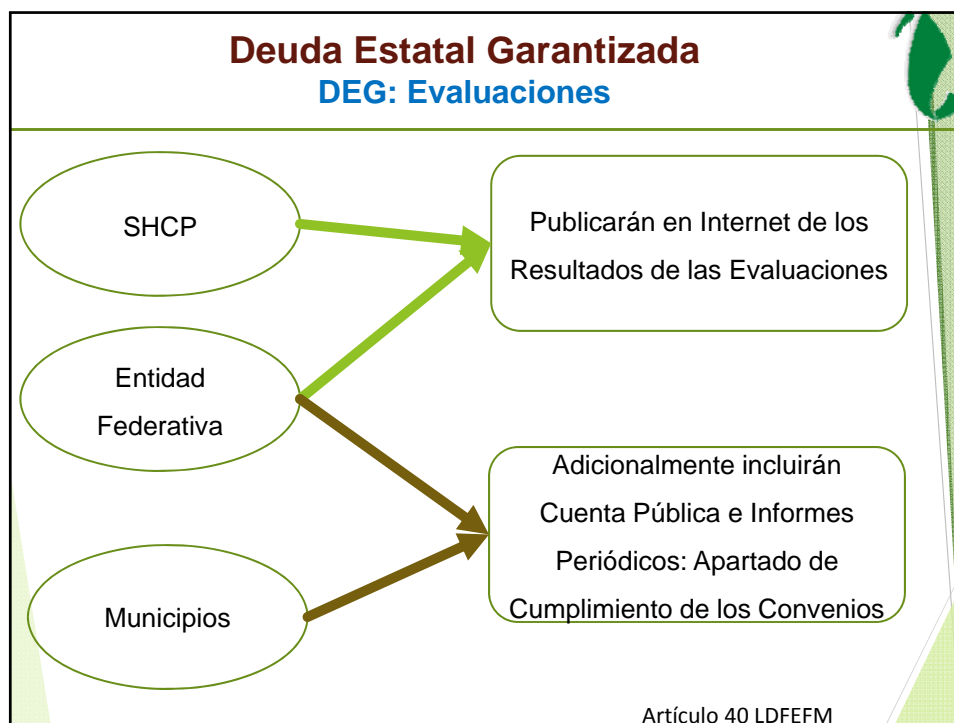 Deuda Estatal Garantizada
DEG: Evaluaciones
SHCP
Publicarán en Internet de los
Resultados de las Evaluaciones
Entidad
Federativa
Adicionalmente incluirán
Cuenta Pública e Informes
Periódicos: Apartado de
Cumplimiento de los Convenios
Municipios
Artículo 40 LDFEFM